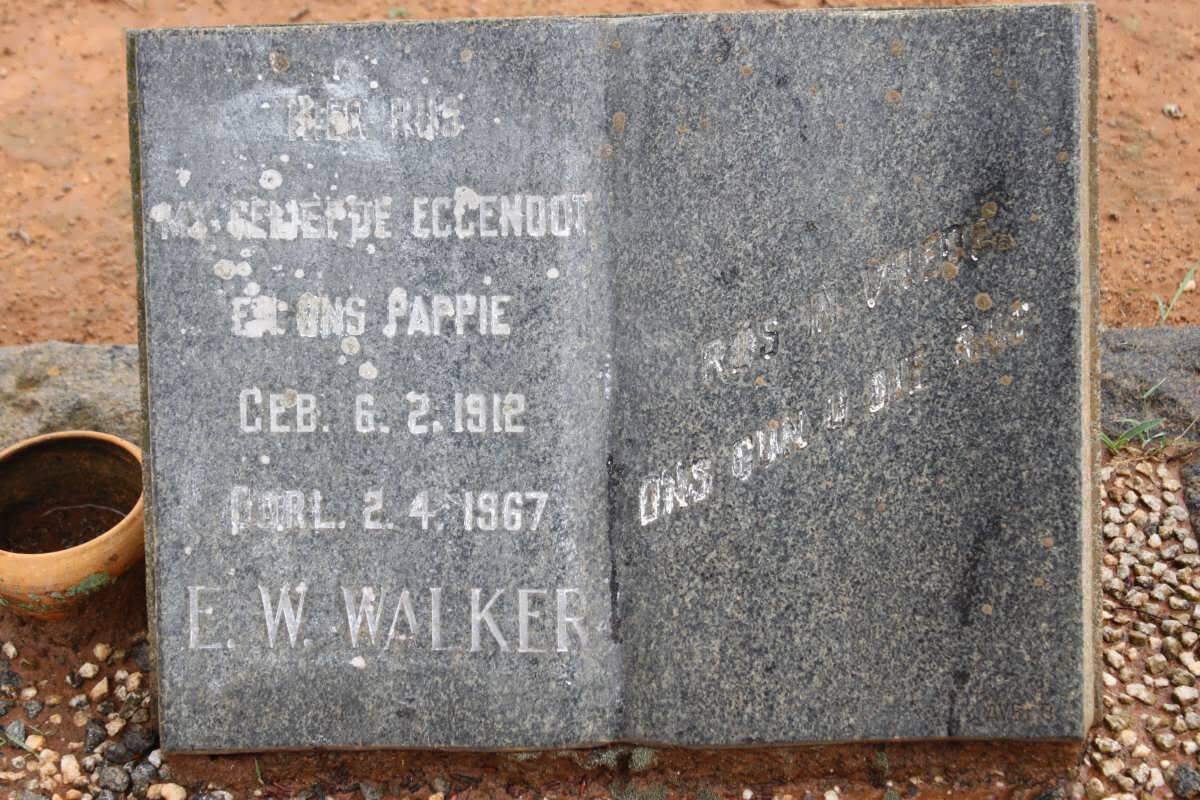 HIER RUS
MY GELIEFDE EGGENOOT
EN ONS PAPPIE
GEB. 6. 2. 1912
OORL. 2. 4. 1967
E. W. WALKER
RUS IN VREDE
ONS GUN U DIE RUS